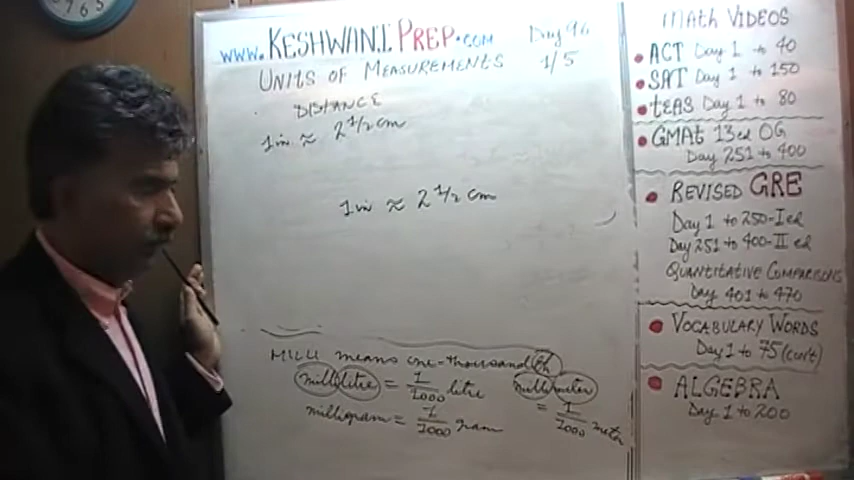 www.KESHWANIPREP.COM
Day 96
UNITS OF MEASUREMENTS
1/5
DISTANCE
1 in ≈ 2 1/2 cm
1 in ≈ 2 1/2 cm
MILLI means one-thousandth
millilitre = 1/1000 litre
millimeter = 1/1000 meter
milligram = 1/1000 gram
MATH VIDEOS
ACT Day 1 to 40
SAT Day 1 to 150
tEAS Day 1 to 80
GMAt 13ed OG
Day 251 to 400
REVISED GRE
Day 1 to 250-I ed
Day 251 to 400-II ed
QUANTITATIVE COMPARISONS
Day 401 to 470
VOCABULARY WORDS
Day 1 to 75 (con't)
ALGEBRA
Day 1 to 200